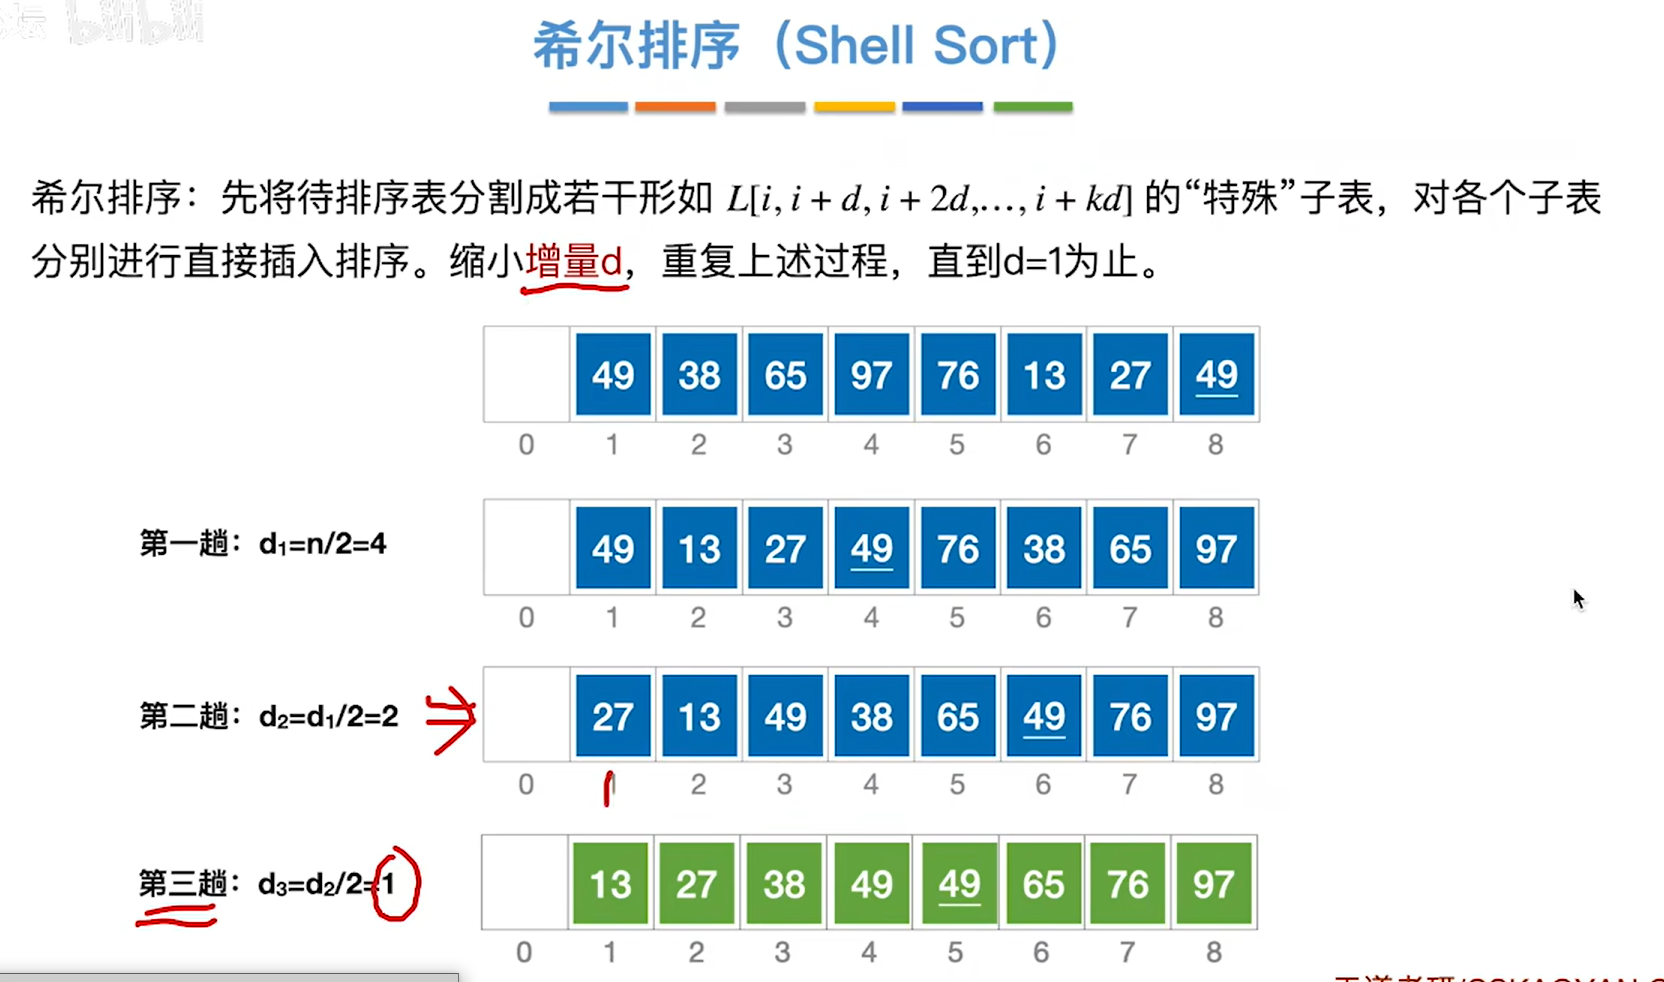 bilibili
希尔排序（Shell Sort）
希尔排序：先将待排序表分割成若干形如 L[i, i + d, i + 2d,…, i + kd] 的“特殊”子表，对各个子表
分别进行直接插入排序。缩小增量d，重复上述过程，直到d=1为止。
49 38 65 97 76 13 27 49
0 1 2 3 4 5 6 7 8
第一趟：d₁=n/2=4
49 13 27 49 76 38 65 97
0 1 2 3 4 5 6 7 8
第二趟：d₂=d₁/2=2
27 13 49 38 65 49 76 97
0 1 2 3 4 5 6 7 8
第三趟：d₃=d₂/2=1
13 27 38 49 49 65 76 97
0 1 2 3 4 5 6 7 8